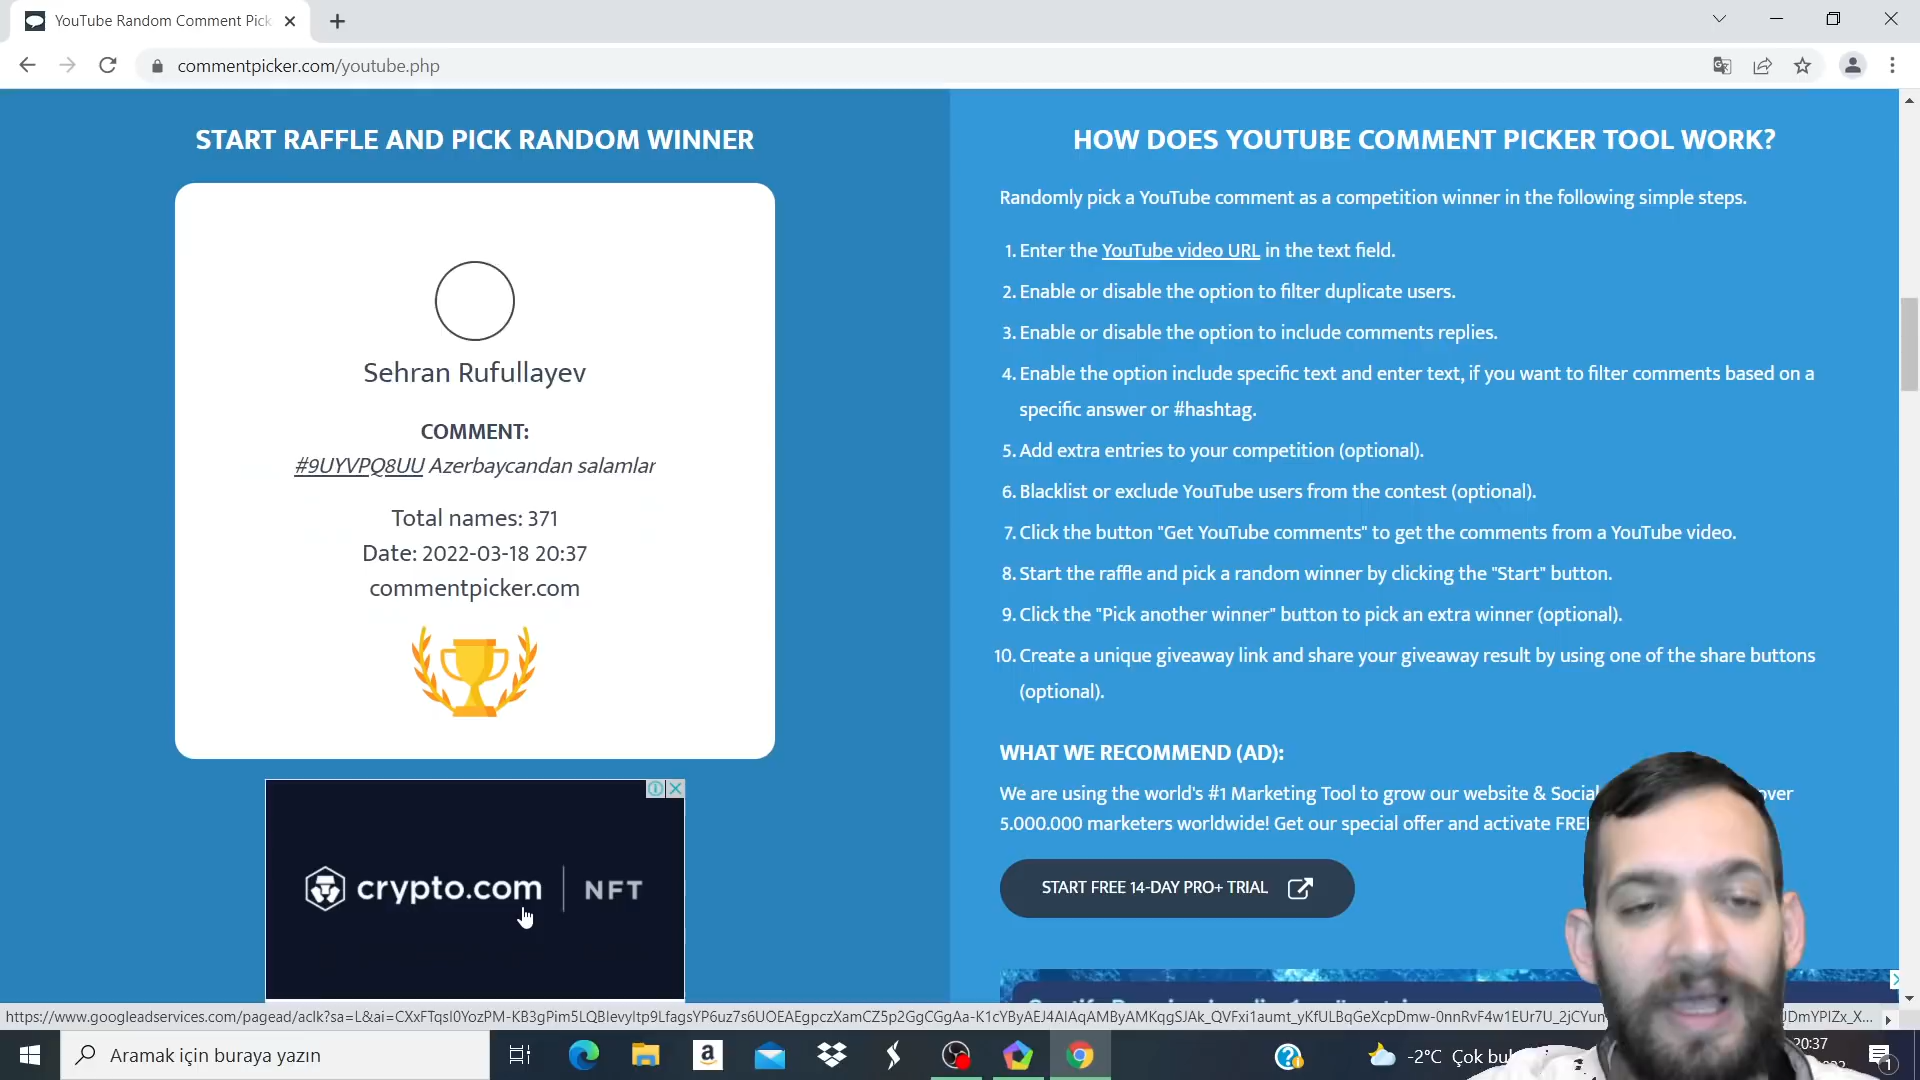 YouTube Random Comment Pick
commentpicker.com/youtube.php
START RAFFLE AND PICK RANDOM WINNER
Sehran Rufullayev
COMMENT:
#9UYVPQ8UU Azerbaycandan salamlar
Total names: 371
Date: 2022-03-18 20:37
commentpicker.com
crypto.com | NFT
HOW DOES YOUTUBE COMMENT PICKER TOOL WORK?
Randomly pick a YouTube comment as a competition winner in the following simple steps.
1. Enter the YouTube video URL in the text field.
2. Enable or disable the option to filter duplicate users.
3. Enable or disable the option to include comments replies.
4. Enable the option include specific text and enter text, if you want to filter comments based on a
specific answer or #hashtag.
5. Add extra entries to your competition (optional).
6. Blacklist or exclude YouTube users from the contest (optional).
7. Click the button "Get YouTube comments" to get the comments from a YouTube video.
8. Start the raffle and pick a random winner by clicking the "Start" button.
9. Click the "Pick another winner" button to pick an extra winner (optional).
10. Create a unique giveaway link and share your giveaway result by using one of the share buttons
(optional).
WHAT WE RECOMMEND (AD):
We are using the world's #1 Marketing Tool to grow our website & Social over
5.000.000 marketers worldwide! Get our special offer and activate FREE
START FREE 14-DAY PRO+ TRIAL
https://www.googleadservices.com/pagead/aclk?sa=L&ai=
Aramak için buraya yazın
-2°C Çok
20:37
1